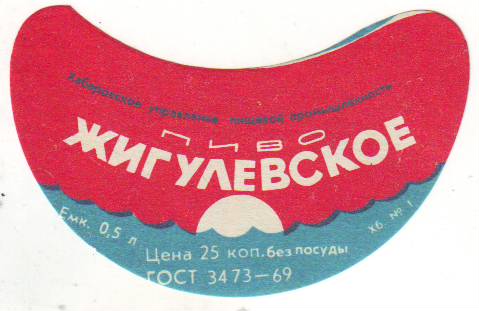 Хабаровское управление пищевой промышленности
ПИВО
ЖИГУЛЕВСКОЕ
Емк. 0,5 л
Цена 25 коп. без посуды
ГОСТ 3473—69
Хб. № 1